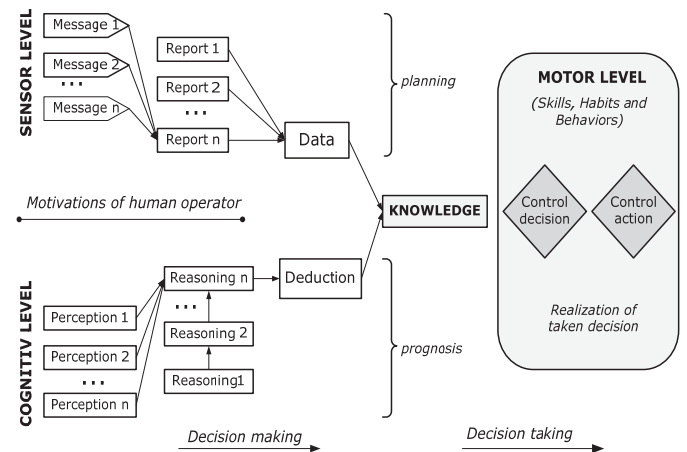 SENSOR LEVEL
Message 1
Message 2
...
Message n
Report 1
Report 2
...
Report n
Data
planning
Motivations of human operator
KNOWLEDGE
MOTOR LEVEL
(Skills, Habits and
Behaviors)
Control
decision
Control
action
Realization of
taken decision
COGNITIV LEVEL
Perception 1
Perception 2
...
Perception n
Reasoning n
...
Reasoning 2
Reasoning1
Deduction
prognosis
Decision making
Decision taking